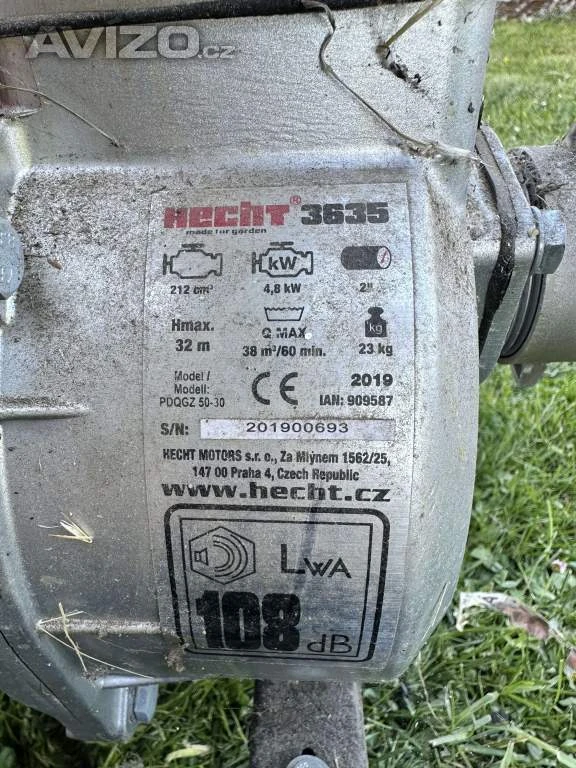 AVIZO.cz
HECHT® 3635
made for garden
kW
212 cm³ 4,8 kW 2"
kg
Hmax. Q MAX
32 m 38 m³/60 min. 23 kg
Model / Modell: PDQGZ 50-30
CE
2019
IAN: 909587
S/N: 201900693
HECHT MOTORS s.r.o., Za Mlýnem 1562/25,
147 00 Praha 4, Czech Republic
www.hecht.cz
LWA
108 dB